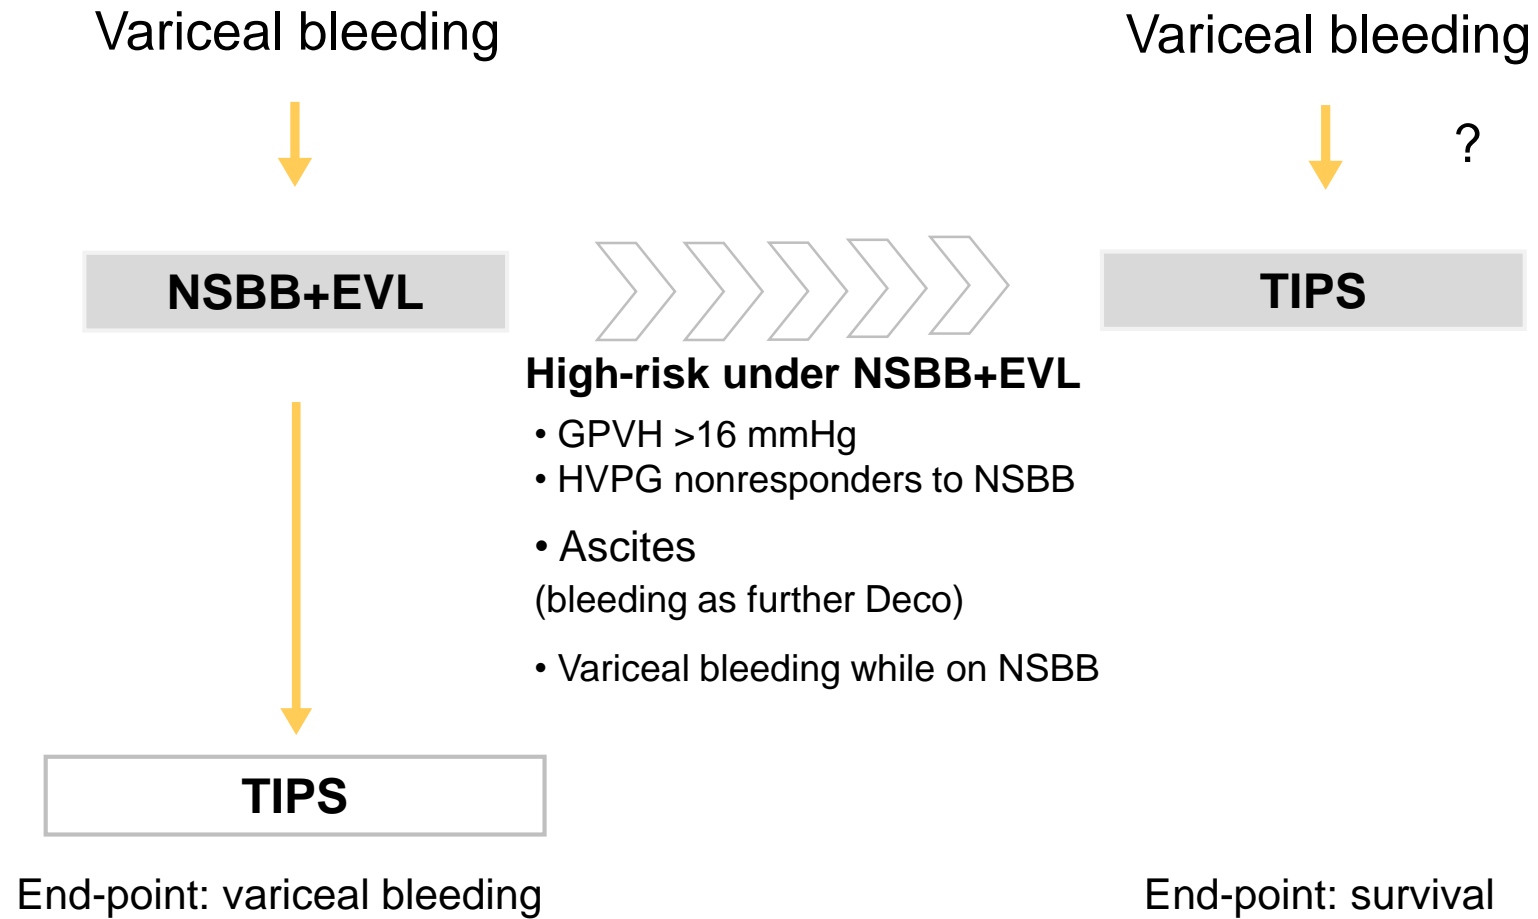 Variceal bleeding
NSBB+EVL
TIPS
End-point: variceal bleeding
High-risk under NSBB+EVL
• GPVH >16 mmHg
• HVPG nonresponders to NSBB
• Ascites
(bleeding as further Deco)
• Variceal bleeding while on NSBB
Variceal bleeding
?
TIPS
End-point: survival